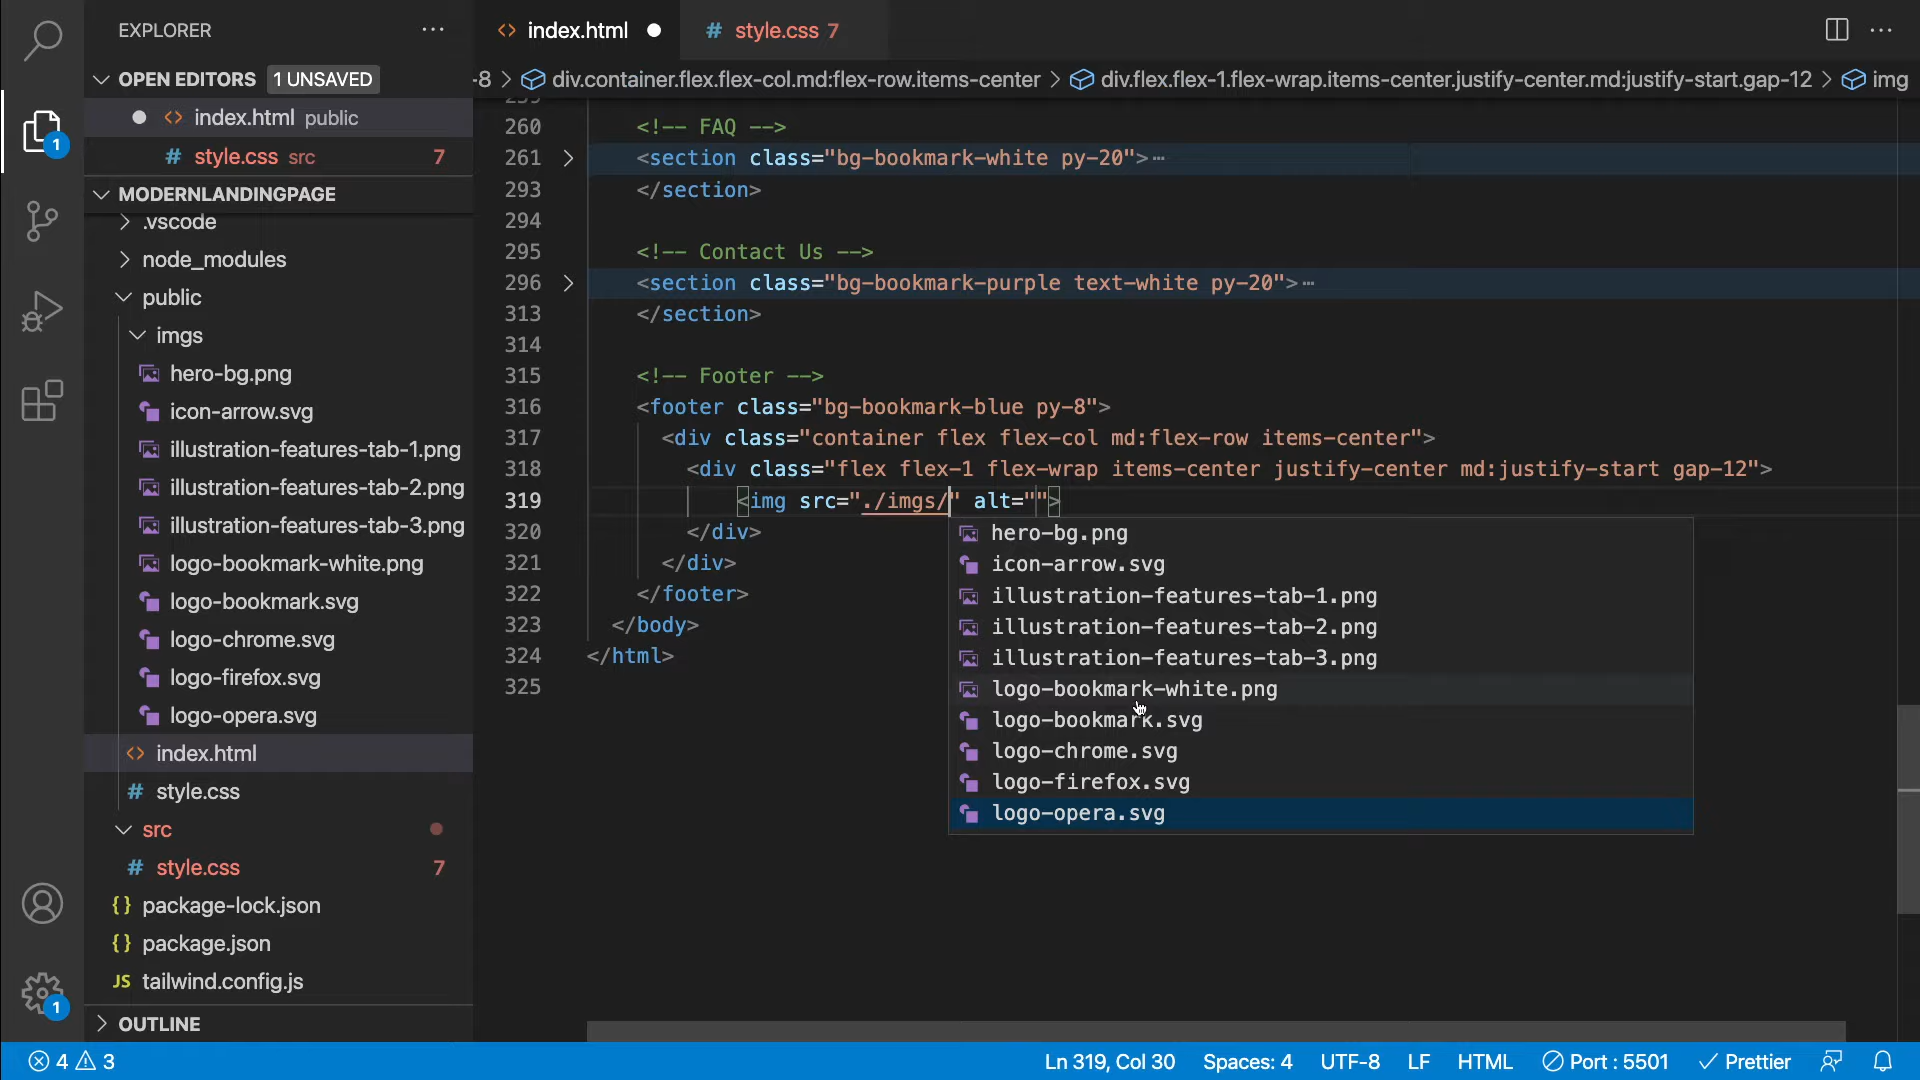 EXPLORER
OPEN EDITORS 1 UNSAVED
index.html public
style.css src 7
MODERNLANDINGPAGE
.vscode
node_modules
public
imgs
hero-bg.png
icon-arrow.svg
illustration-features-tab-1.png
illustration-features-tab-2.png
illustration-features-tab-3.png
logo-bookmark-white.png
logo-bookmark.svg
logo-chrome.svg
logo-firefox.svg
logo-opera.svg
index.html
style.css
src
style.css 7
package-lock.json
package.json
tailwind.config.js
OUTLINE
1
1
index.html
style.css 7
-8 > div.container.flex.flex-col.md:flex-row.items-center > div.flex.flex-1.flex-wrap.items-center.justify-center.md:justify-start.gap-12 > img
259
260 <!-- FAQ -->
261 <section class="bg-bookmark-white py-20">…
293 </section>
294
295 <!-- Contact Us -->
296 <section class="bg-bookmark-purple text-white py-20">…
313 </section>
314
315 <!-- Footer -->
316 <footer class="bg-bookmark-blue py-8">
317 <div class="container flex flex-col md:flex-row items-center">
318 <div class="flex flex-1 flex-wrap items-center justify-center md:justify-start gap-12">
319 <img src="./imgs/" alt="">
320 </div>
321 </div>
322 </footer>
323 </body>
324 </html>
325
hero-bg.png
icon-arrow.svg
illustration-features-tab-1.png
illustration-features-tab-2.png
illustration-features-tab-3.png
logo-bookmark-white.png
logo-bookmark.svg
logo-chrome.svg
logo-firefox.svg
logo-opera.svg
4 3 Ln 319, Col 30 Spaces: 4 UTF-8 LF HTML Port : 5501 Prettier